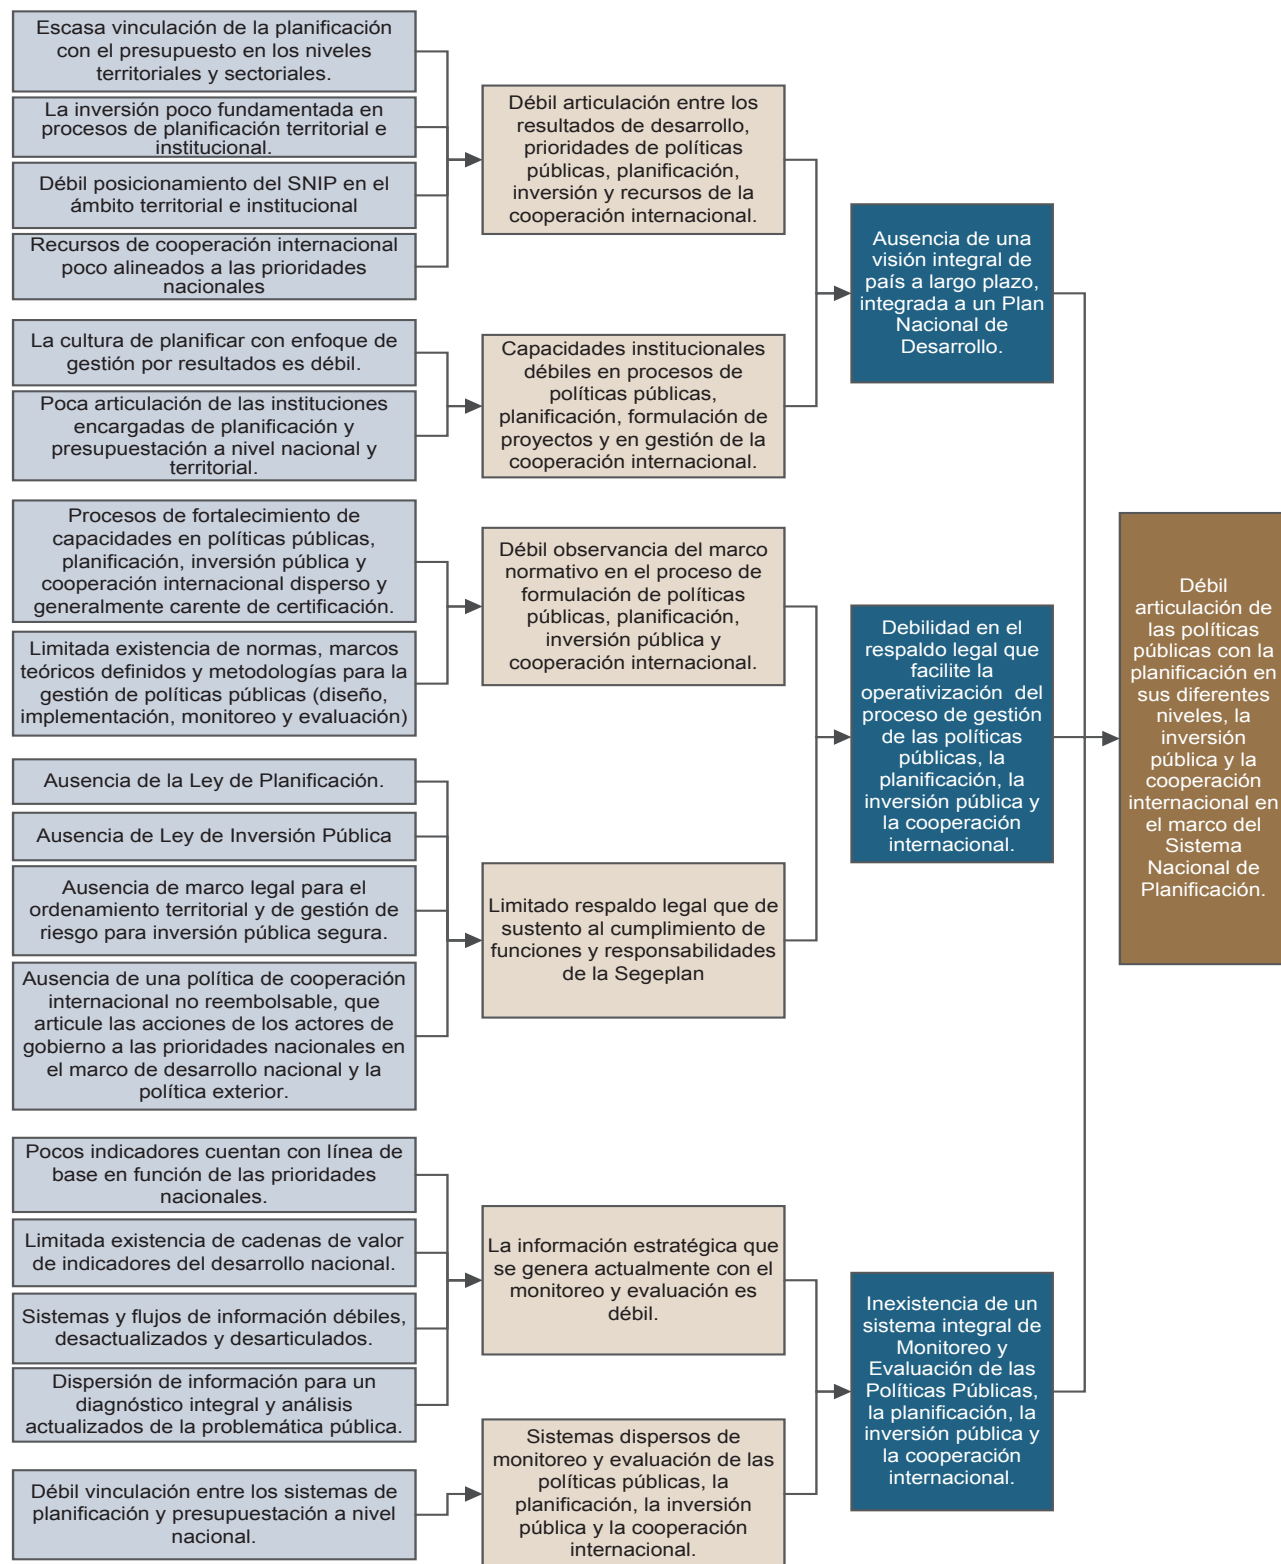 Escasa vinculación de la planificación
con el presupuesto en los niveles
territoriales y sectoriales.
La inversión poco fundamentada en
procesos de planificación territorial e
institucional.
Débil posicionamiento del SNIP en el
ámbito territorial e institucional
Recursos de cooperación internacional
poco alineados a las prioridades
nacionales
La cultura de planificar con enfoque de
gestión por resultados es débil.
Poca articulación de las instituciones
encargadas de planificación y
presupuestación a nivel nacional y
territorial.
Procesos de fortalecimiento de
capacidades en políticas públicas,
planificación, inversión pública y
cooperación internacional disperso y
generalmente carente de certificación.
Limitada existencia de normas, marcos
teóricos definidos y metodologías para la
gestión de políticas públicas (diseño,
implementación, monitoreo y evaluación)
Ausencia de la Ley de Planificación.
Ausencia de Ley de Inversión Pública
Ausencia de marco legal para el
ordenamiento territorial y de gestión de
riesgo para inversión pública segura.
Ausencia de una política de cooperación
internacional no reembolsable, que
articule las acciones de los actores de
gobierno a las prioridades nacionales en
el marco de desarrollo nacional y la
política exterior.
Pocos indicadores cuentan con línea de
base en función de las prioridades
nacionales.
Limitada existencia de cadenas de valor
de indicadores del desarrollo nacional.
Sistemas y flujos de información débiles,
desactualizados y desarticulados.
Dispersión de información para un
diagnóstico integral y análisis
actualizados de la problemática pública.
Débil vinculación entre los sistemas de
planificación y presupuestación a nivel
nacional.
Débil articulación entre los
resultados de desarrollo,
prioridades de políticas
públicas, planificación,
inversión y recursos de la
cooperación internacional.
Capacidades institucionales
débiles en procesos de
políticas públicas,
planificación, formulación de
proyectos y en gestión de la
cooperación internacional.
Débil observancia del marco
normativo en el proceso de
formulación de políticas
públicas, planificación,
inversión pública y
cooperación internacional.
Limitado respaldo legal que de
sustento al cumplimiento de
funciones y responsabilidades
de la Segeplan
La información estratégica que
se genera actualmente con el
monitoreo y evaluación es
débil.
Sistemas dispersos de
monitoreo y evaluación de las
políticas públicas, la
planificación, la inversión
pública y la cooperación
internacional.
Ausencia de una
visión integral de
país a largo plazo,
integrada a un Plan
Nacional de
Desarrollo.
Debilidad en el
respaldo legal que
facilite la
operativización del
proceso de gestión
de las políticas
públicas, la
planificación, la
inversión pública y
la cooperación
internacional.
Inexistencia de un
sistema integral de
Monitoreo y
Evaluación de las
Políticas Públicas,
la planificación, la
inversión pública y
la cooperación
internacional.
Débil
articulación de
las políticas
públicas con la
planificación en
sus diferentes
niveles, la
inversión
pública y la
cooperación
internacional en
el marco del
Sistema
Nacional de
Planificación.